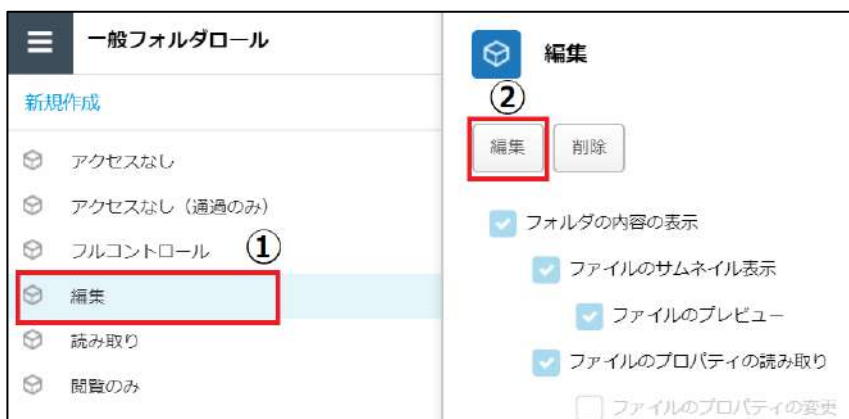 一般フォルダロール
新規作成
アクセスなし
アクセスなし（通過のみ）
フルコントロール
①
編集
読み取り
閲覧のみ
編集
②
編集
削除
フォルダの内容の表示
ファイルのサムネイル表示
ファイルのプレビュー
ファイルのプロパティの読み取り
ファイルのプロパティの変更